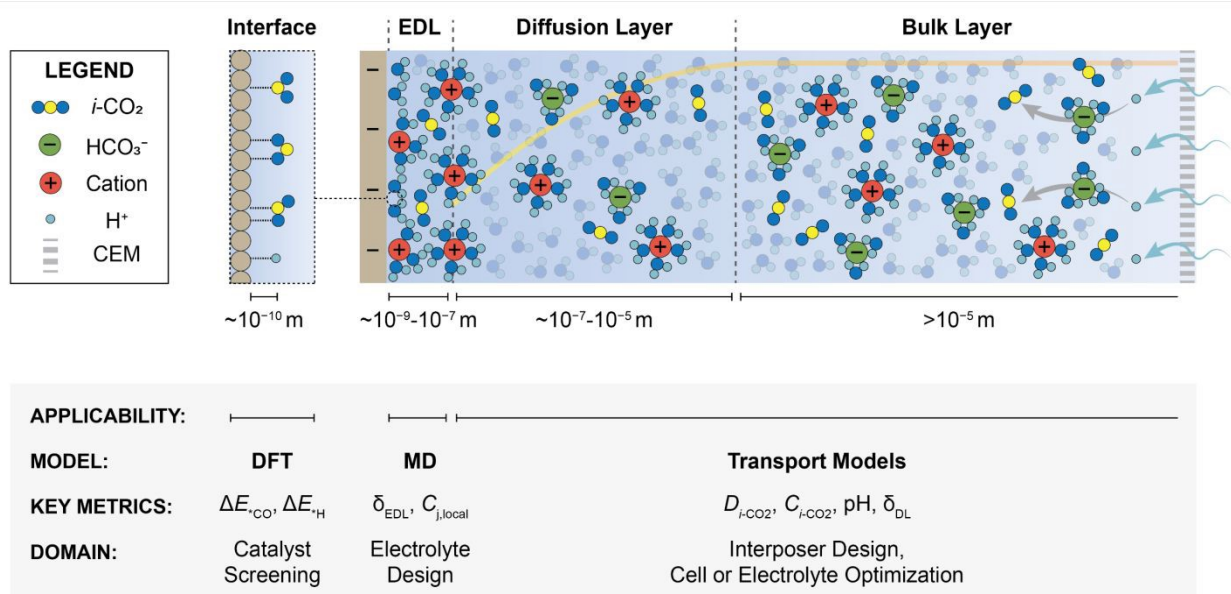 Interface
EDL
Diffusion Layer
Bulk Layer
LEGEND
i-CO₂
HCO₃⁻
Cation
H⁺
CEM
~10⁻¹⁰ m
~10⁻⁹-10⁻⁷ m
~10⁻⁷-10⁻⁵ m
>10⁻⁵ m
APPLICABILITY:
MODEL: DFT MD Transport Models
KEY METRICS: ΔE*CO, ΔE*H δEDL, Cj,local Di-CO2, Ci-CO2, pH, δDL
DOMAIN: Catalyst Screening Electrolyte Design Interposer Design,
Cell or Electrolyte Optimization